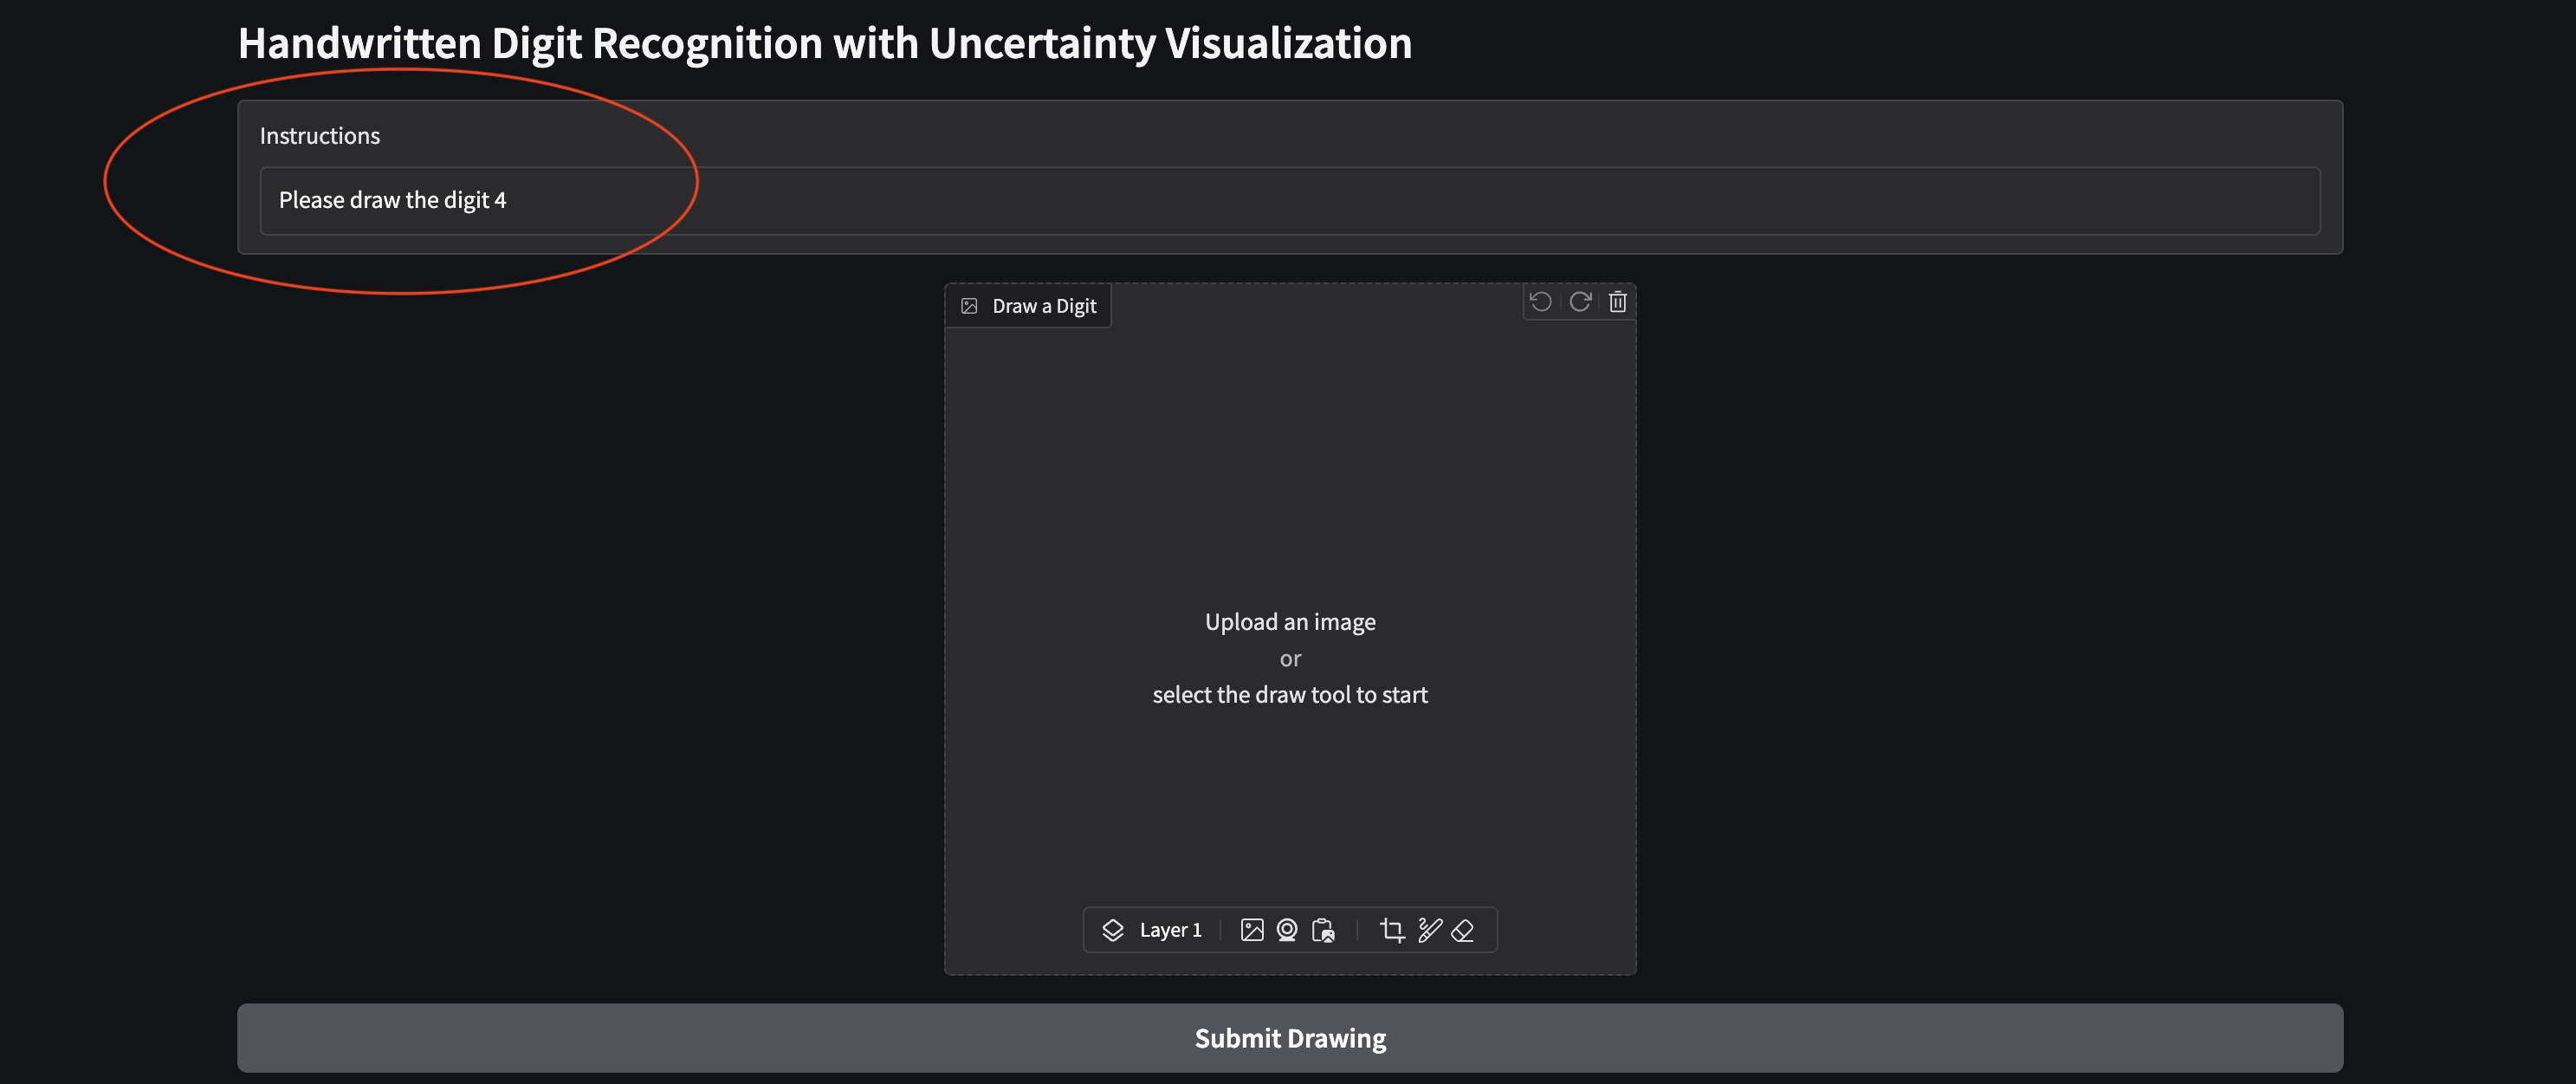 Handwritten Digit Recognition with Uncertainty Visualization
Instructions
Please draw the digit 4
Draw a Digit
Upload an image
or
select the draw tool to start
Layer 1
Submit Drawing